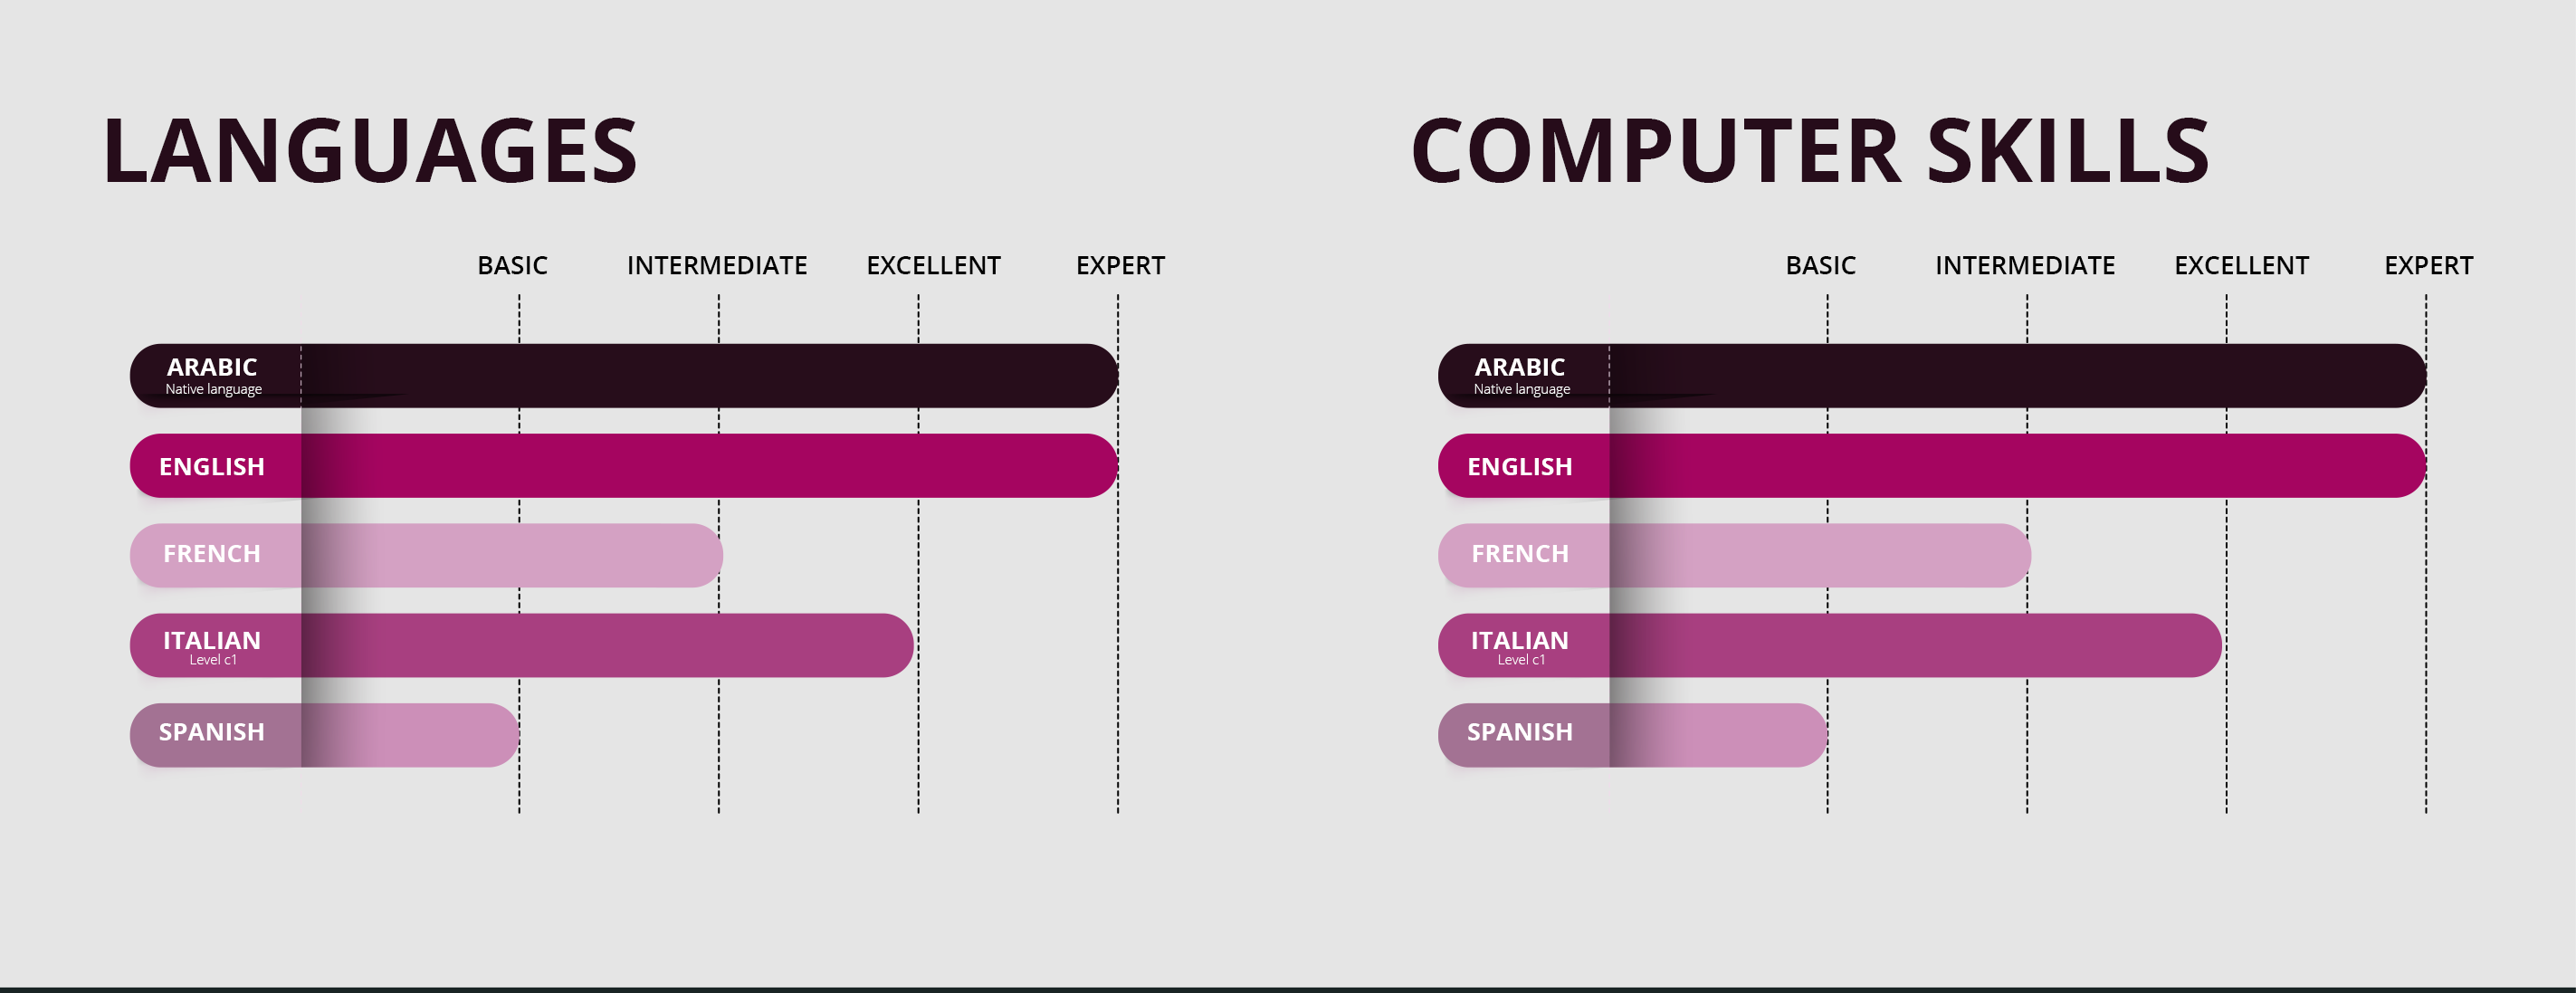 LANGUAGES
BASIC INTERMEDIATE EXCELLENT EXPERT
ARABIC
Native language
ENGLISH
FRENCH
ITALIAN
Level c1
SPANISH
COMPUTER SKILLS
BASIC INTERMEDIATE EXCELLENT EXPERT
ARABIC
Native language
ENGLISH
FRENCH
ITALIAN
Level c1
SPANISH